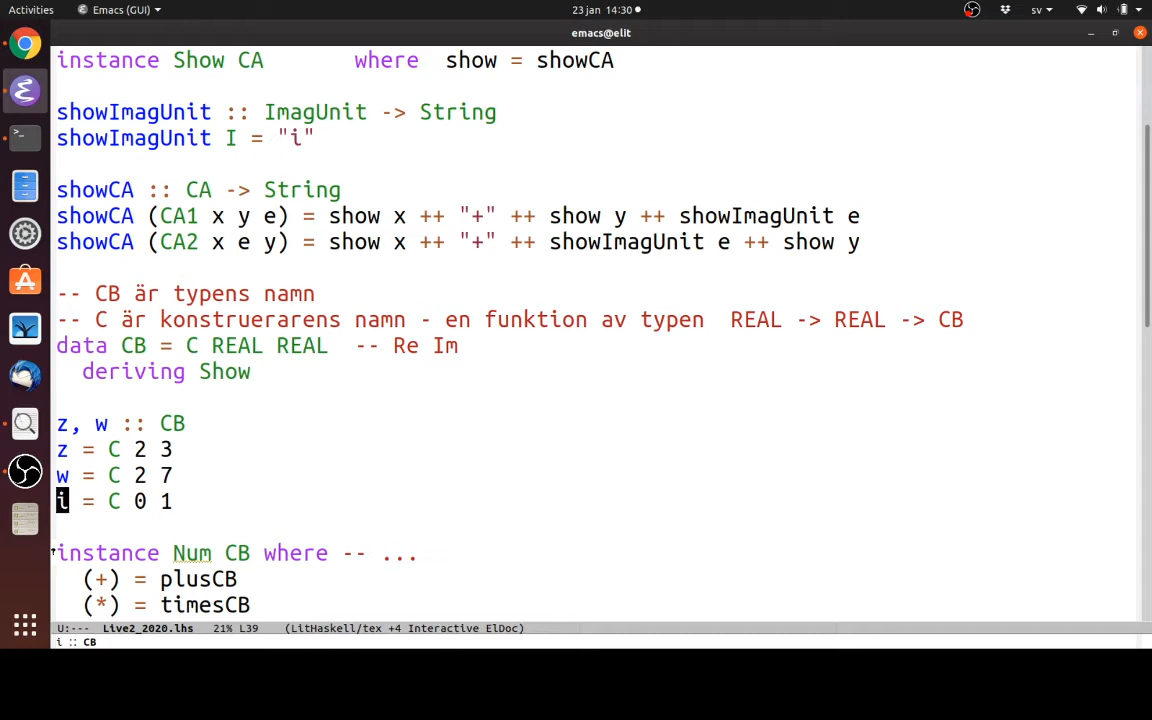 Activities Emacs (GUI) 23 jan 14:30 sv
emacs@elit
instance Show CA where show = showCA
showImagUnit :: ImagUnit -> String
showImagUnit I = "i"
showCA :: CA -> String
showCA (CA1 x y e) = show x ++ "+" ++ show y ++ showImagUnit e
showCA (CA2 x e y) = show x ++ "+" ++ showImagUnit e ++ show y
-- CB är typens namn
-- C är konstruerarens namn - en funktion av typen REAL -> REAL -> CB
data CB = C REAL REAL -- Re Im
deriving Show
z, w :: CB
z = C 2 3
w = C 2 7
i = C 0 1
instance Num CB where -- ...
(+) = plusCB
(*) = timesCB
U:--- Live2_2020.lhs 21% L39 (LitHaskell/tex +4 Interactive ElDoc)
i :: CB